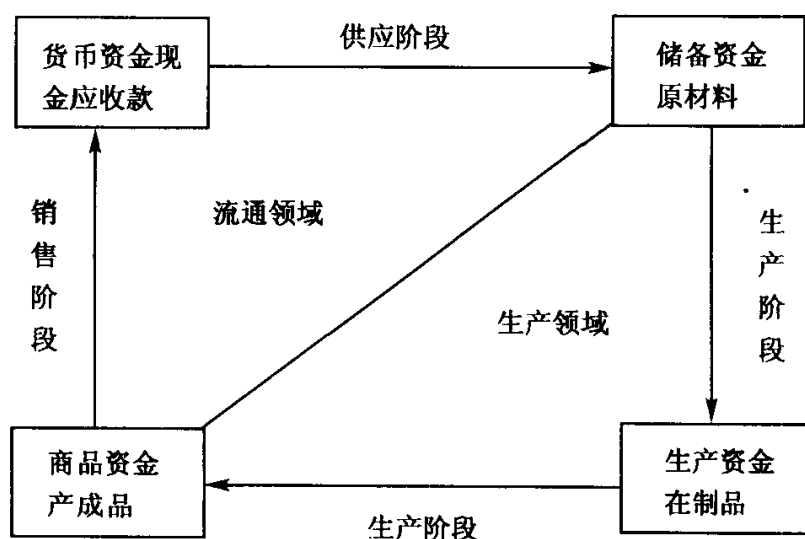 货币资金现
金应收款
供应阶段
储备资金
原材料
销售阶段
流通领域
生产阶段
生产领域
商品资金
产成品
生产资金
在制品
生产阶段